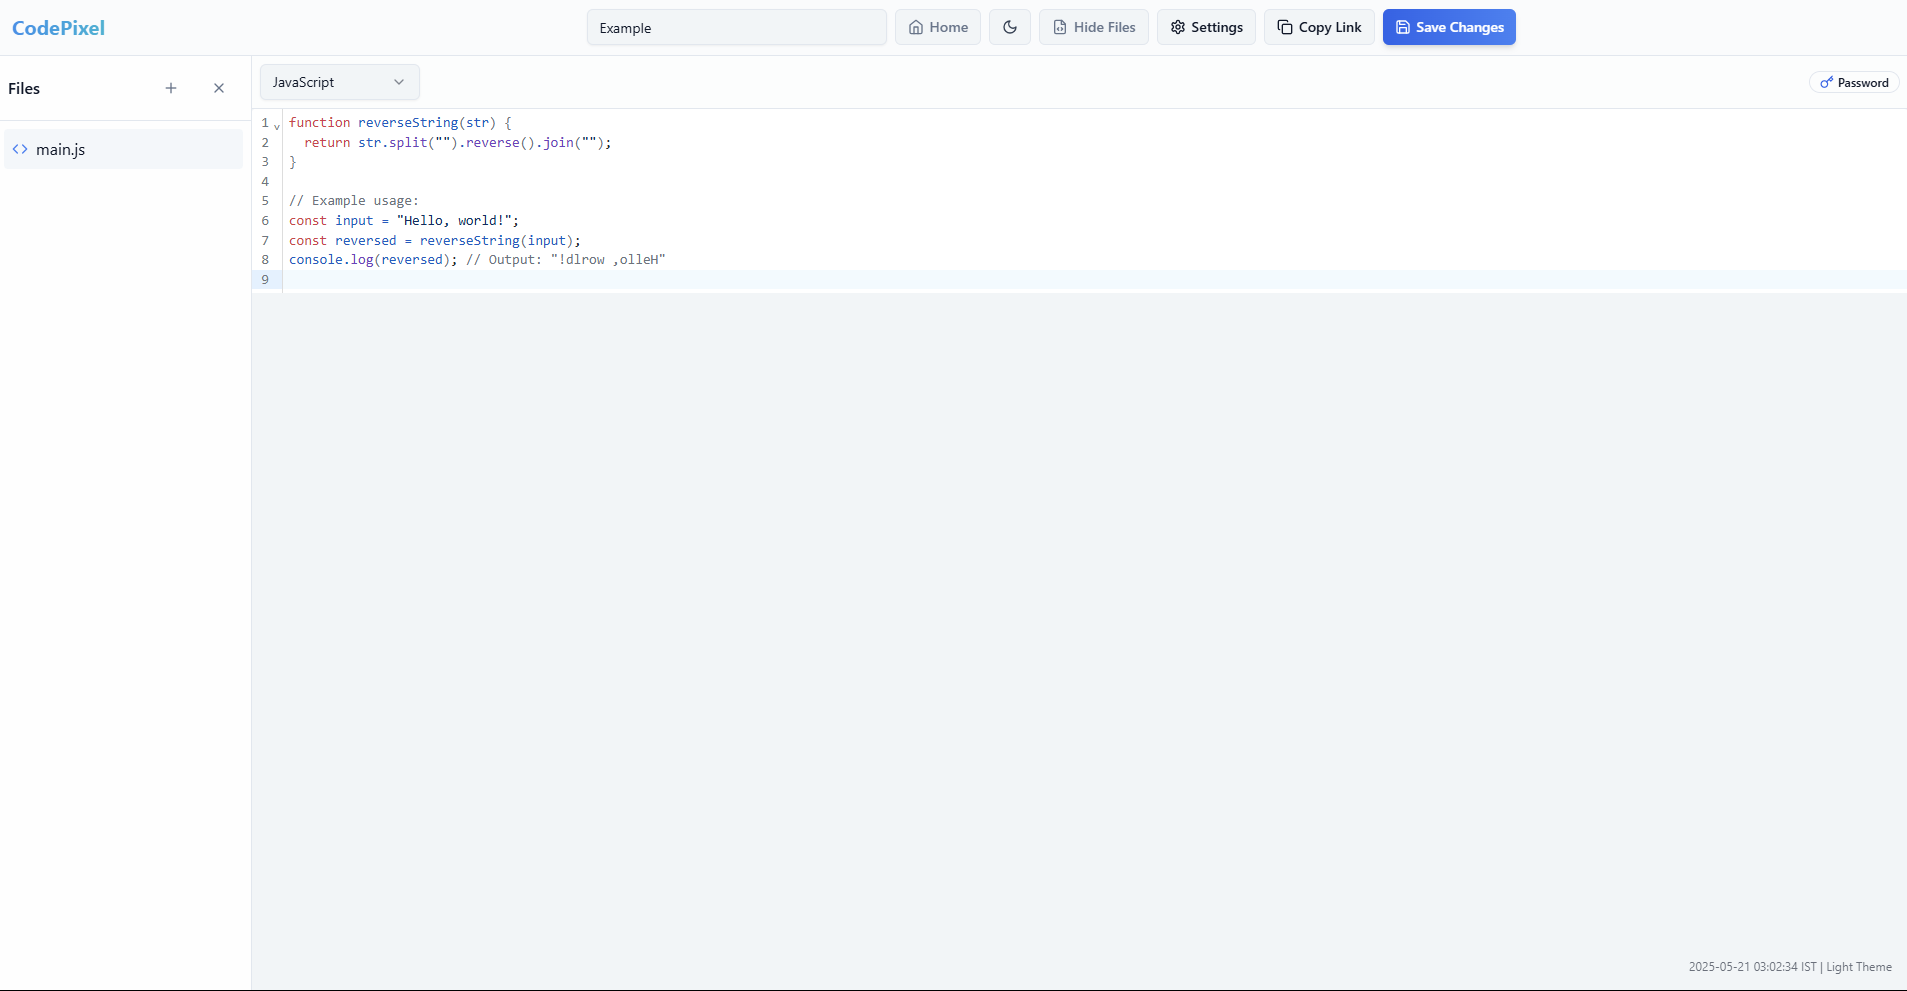 CodePixel
Example
Home
Hide Files
Settings
Copy Link
Save Changes
Files
JavaScript
Password
main.js
1 function reverseString(str) {
2   return str.split("").reverse().join("");
3 }
4
5 // Example usage:
6 const input = "Hello, world!";
7 const reversed = reverseString(input);
8 console.log(reversed); // Output: "!dlrow ,olleH"
9
2025-05-21 03:02:34 IST | Light Theme